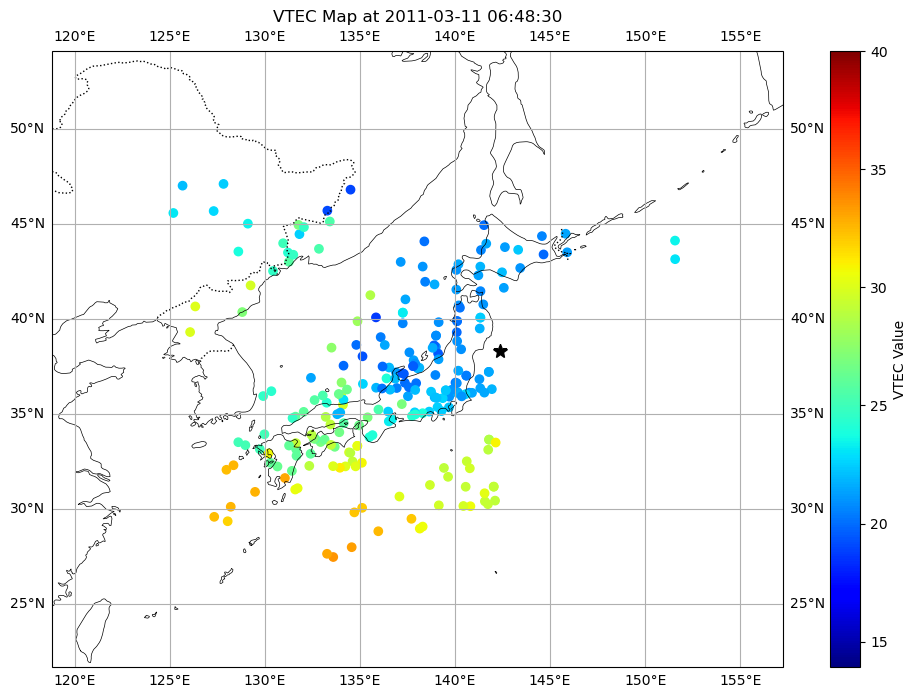 VTEC Map at 2011-03-11 06:48:30
120°E 125°E 130°E 135°E 140°E 145°E 150°E 155°E
40
50°N 50°N
35
45°N 45°N
40°N 40°N
30
VTEC Value
35°N 35°N
25
30°N 30°N
20
25°N 25°N
15
120°E 125°E 130°E 135°E 140°E 145°E 150°E 155°E